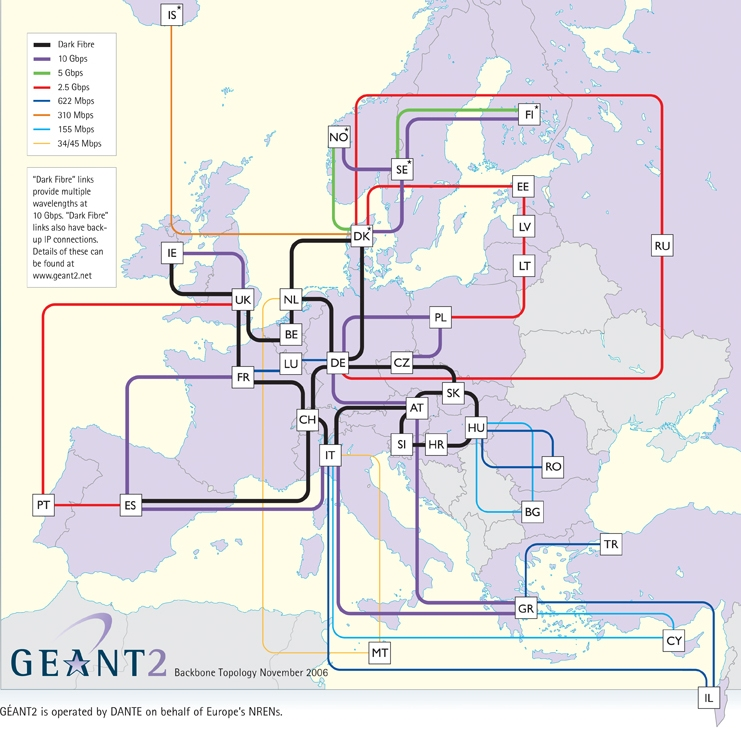 IS*
Dark Fibre
10 Gbps
5 Gbps
2.5 Gbps
622 Mbps
310 Mbps
155 Mbps
34/45 Mbps
"Dark Fibre" links
provide multiple
wavelengths at
10 Gbps. "Dark Fibre"
links also have back-
up IP connections.
Details of these can
be found at
www.geant2.net
FI*
NO*
SE*
EE
LV
DK*
RU
IE
LT
UK
NL
PL
BE
LU
DE
CZ
FR
SK
AT
CH
HU
SI
HR
IT
RO
PT
ES
BG
TR
GR
CY
MT
GEANT2
Backbone Topology November 2006
IL
GÉANT2 is operated by DANTE on behalf of Europe's NRENs.